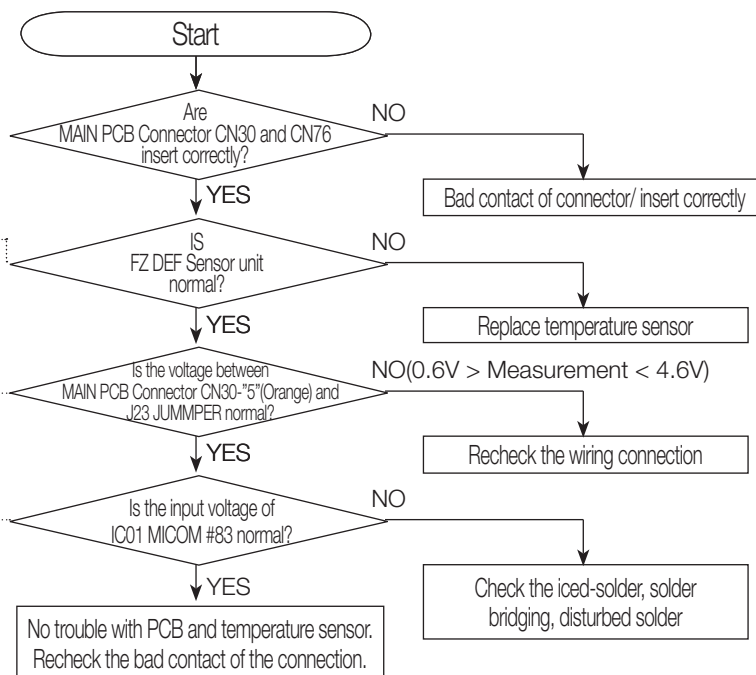 Start
Are
MAIN PCB Connector CN30 and CN76
insert correctly?
NO
Bad contact of connector/ insert correctly
YES
IS
FZ DEF Sensor unit
normal?
NO
Replace temperature sensor
YES
Is the voltage between
MAIN PCB Connector CN30-"5"(Orange) and
J23 JUMMPER normal?
NO(0.6V > Measurement < 4.6V)
Recheck the wiring connection
YES
Is the input voltage of
IC01 MICOM #83 normal?
NO
Check the iced-solder, solder
bridging, disturbed solder
YES
No trouble with PCB and temperature sensor.
Recheck the bad contact of the connection.